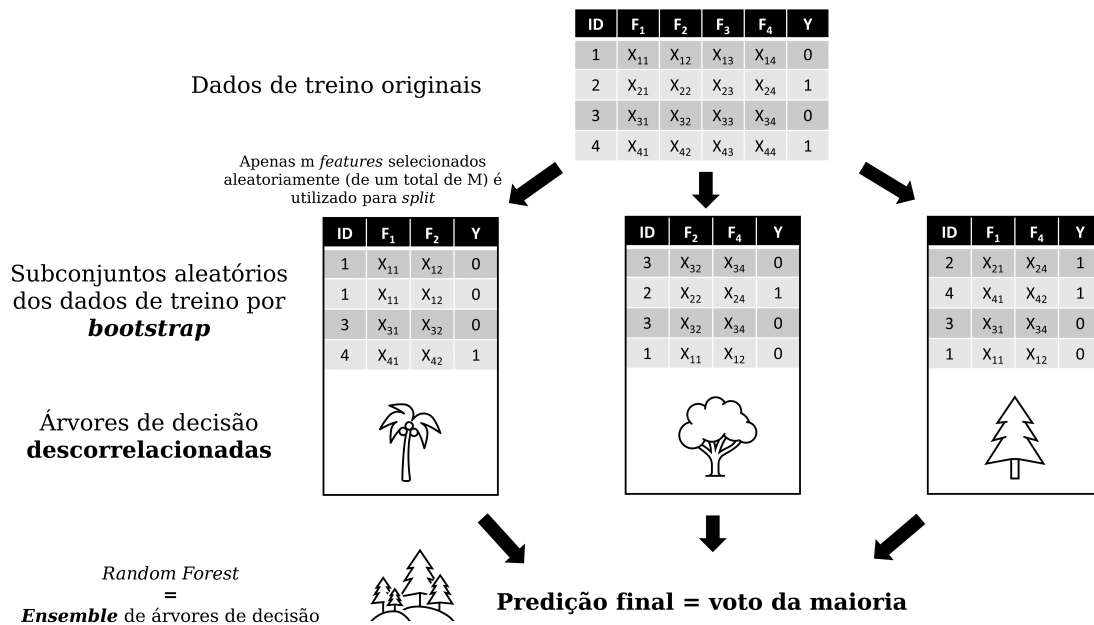 ID F₁ F₂ F₃ F₄ Y
1 X₁₁ X₁₂ X₁₃ X₁₄ 0
2 X₂₁ X₂₂ X₂₃ X₂₄ 1
3 X₃₁ X₃₂ X₃₃ X₃₄ 0
4 X₄₁ X₄₂ X₄₃ X₄₄ 1
Dados de treino originais
Apenas m features selecionados
aleatoriamente (de um total de M) é
utilizado para split
Subconjuntos aleatórios
dos dados de treino por
bootstrap
ID F₁ F₂ Y
1 X₁₁ X₁₂ 0
1 X₁₁ X₁₂ 0
3 X₃₁ X₃₂ 0
4 X₄₁ X₄₂ 1
ID F₂ F₄ Y
3 X₃₂ X₃₄ 0
2 X₂₂ X₂₄ 1
3 X₃₂ X₃₄ 0
1 X₁₁ X₁₂ 0
ID F₁ F₄ Y
2 X₂₁ X₂₄ 1
4 X₄₁ X₄₂ 1
3 X₃₁ X₃₄ 0
1 X₁₁ X₁₂ 0
Árvores de decisão
descorrelacionadas
Random Forest
=
Ensemble de árvores de decisão
Predição final = voto da maioria